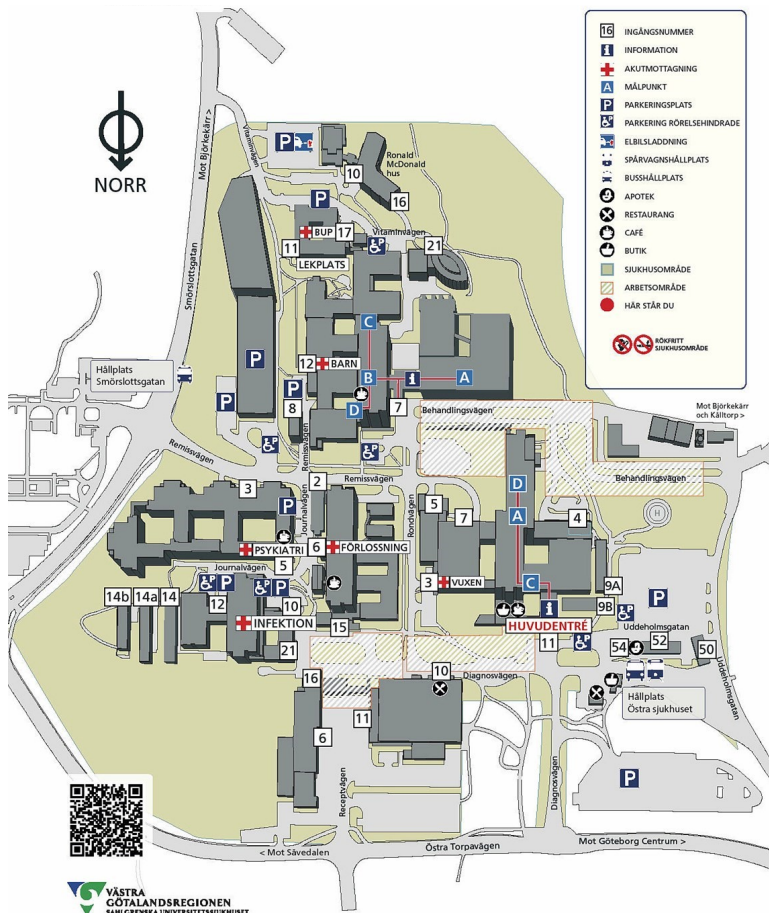 16 INGÅNGSNUMMER
i INFORMATION
AKUTMOTTAGNING
A MÅLPUNKT
P PARKERINGSPLATS
P PARKERING RÖRELSEHINDRADE
ELBILSLADDNING
SPÅRVAGNSHÅLLPLATS
BUSSHÅLLPLATS
APOTEK
RESTAURANG
CAFÉ
BUTIK
SJUKHUSOMRÅDE
ARBETSOMRÅDE
HÄR STÅR DU
RÖKFRITT
SJUKHUSOMRÅDE
NORR
Mot Björkekärr >
Vitaminvägen
P
10
Ronald
McDonald
hus
16
P
BUP
17
Vitaminvägen
11
P
21
LEKPLATS
Smörslottsgatan
C
P
12
BARN
B
i
A
Hållplats
Smörslottsgatan
P
P
8
D
7
Behandlingsvägen
Mot Björkekärr
och Kålltorp >
P
Remissvägen
P
Remissvägen
3
2
Remissvägen
D
Behandlingsvägen
P
Journalvägen
Rondvägen
5
7
A
4
H
PSYKIATRI
6
FÖRLOSSNING
5
Journalvägen
3
VUXEN
C
9A
P
P
P
14b
14a
14
12
10
i
9B
P
P
INFEKTION
15
HUVUDENTRÉ
Uddeholmsgatan
11
P
54
52
50
21
16
10
Diagnosvägen
Hållplats
Östra sjukhuset
Uddeholmsgatan
11
6
Receptvägen
Diagnosvägen
P
< Mot Sävedalen
Östra Torpavägen
Mot Göteborg Centrum >
VÄSTRA
GÖTALANDSREGIONEN
SAHLGRENSKA UNIVERSITETSSJUKHUSET